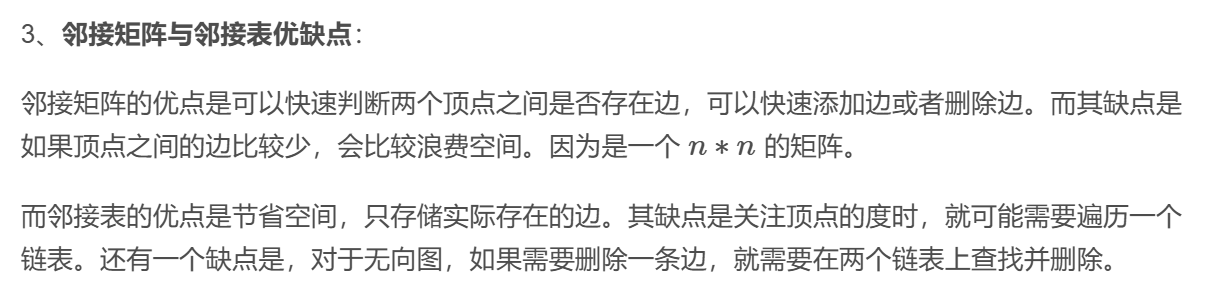 3、邻接矩阵与邻接表优缺点：
邻接矩阵的优点是可以快速判断两个顶点之间是否存在边，可以快速添加边或者删除边。而其缺点是
如果顶点之间的边比较少，会比较浪费空间。因为是一个 n ∗ n 的矩阵。
而邻接表的优点是节省空间，只存储实际存在的边。其缺点是关注顶点的度时，就可能需要遍历一个
链表。还有一个缺点是，对于无向图，如果需要删除一条边，就需要在两个链表上查找并删除。